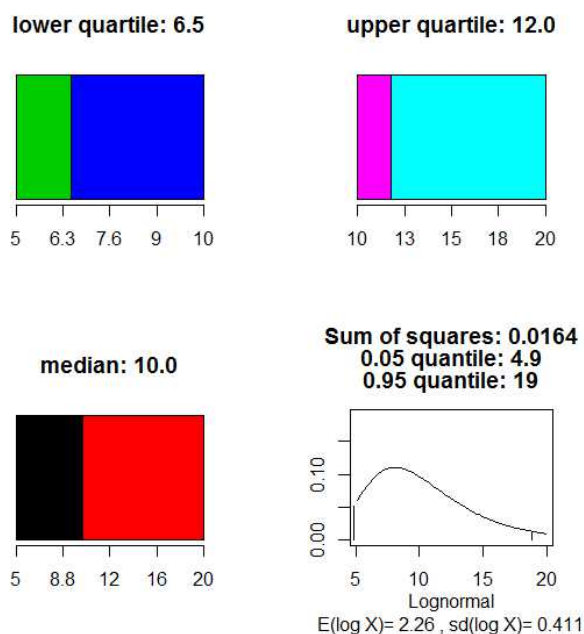 lower quartile: 6.5
5 6.3 7.6 9 10
upper quartile: 12.0
10 13 15 18 20
median: 10.0
5 8.8 12 16 20
Sum of squares: 0.0164
0.05 quantile: 4.9
0.95 quantile: 19
0.10
0.00
5 10 15 20
Lognormal
E(log X)= 2.26 , sd(log X)= 0.411